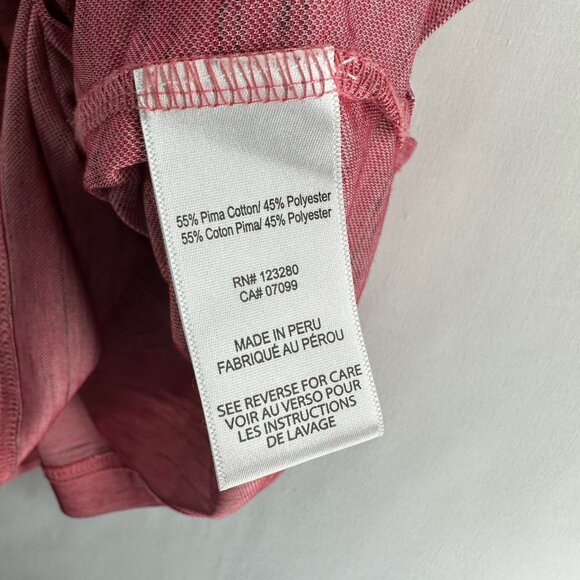 55% Pima Cotton/ 45% Polyester
55% Coton Pima/ 45% Polyester
RN# 123280
CA# 07099
MADE IN PERU
FABRIQUÉ AU PÉROU
SEE REVERSE FOR CARE
VOIR AU VERSO POUR
LES INSTRUCTIONS
DE LAVAGE